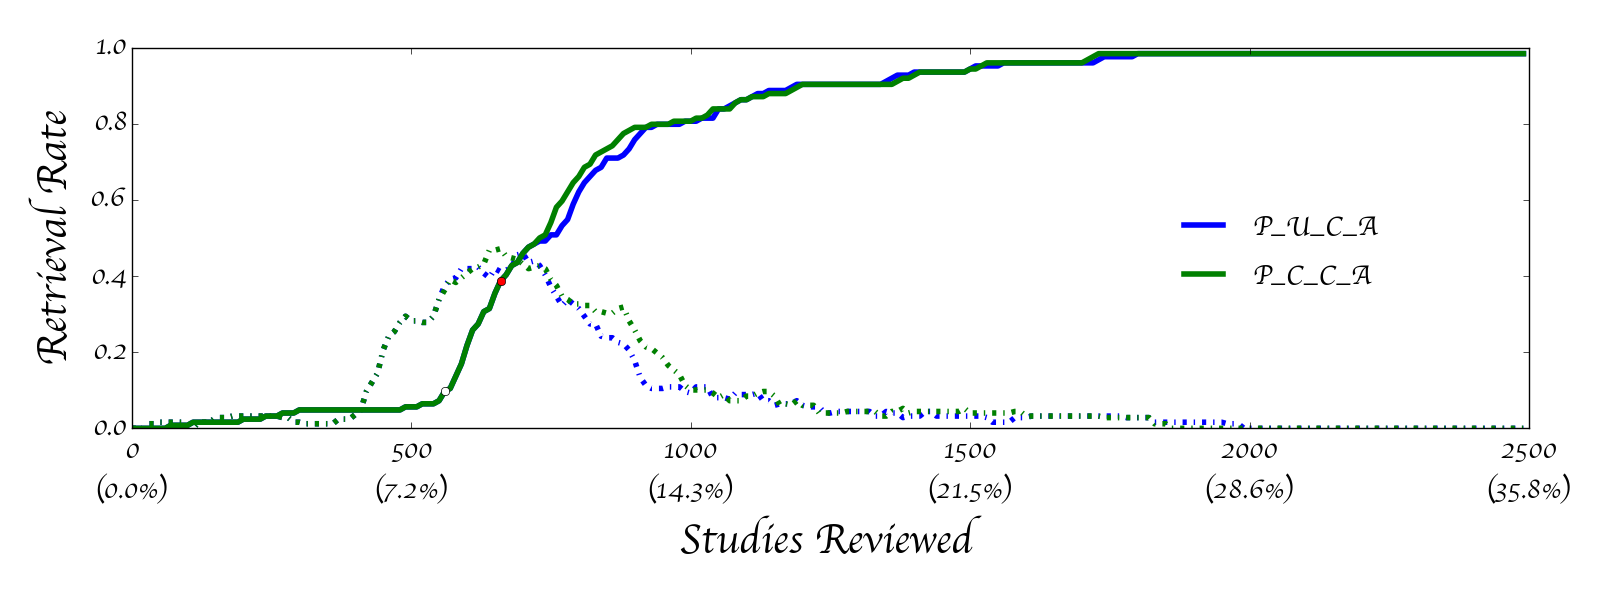 1.0
0.8
0.6
0.4
0.2
0.0
Retrieval Rate
P_U_C_A
P_C_C_A
0 500 1000 1500 2000 2500
(0.0%) (7.2%) (14.3%) (21.5%) (28.6%) (35.8%)
Studies Reviewed